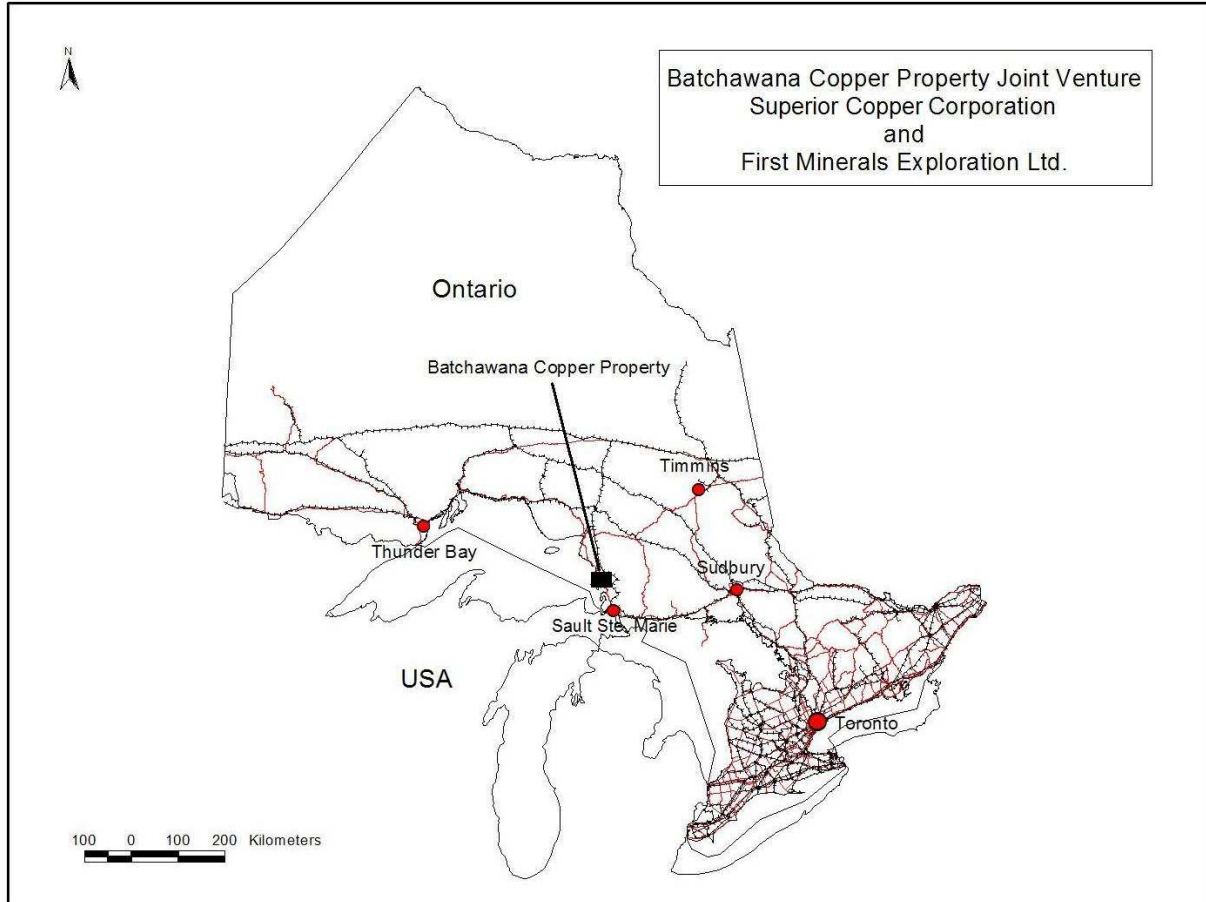 N
Batchawana Copper Property Joint Venture
Superior Copper Corporation
and
First Minerals Exploration Ltd.
Ontario
Batchawana Copper Property
Timmins
Thunder Bay
Sudbury
Sault Ste. Marie
USA
Toronto
100 0 100 200 Kilometers